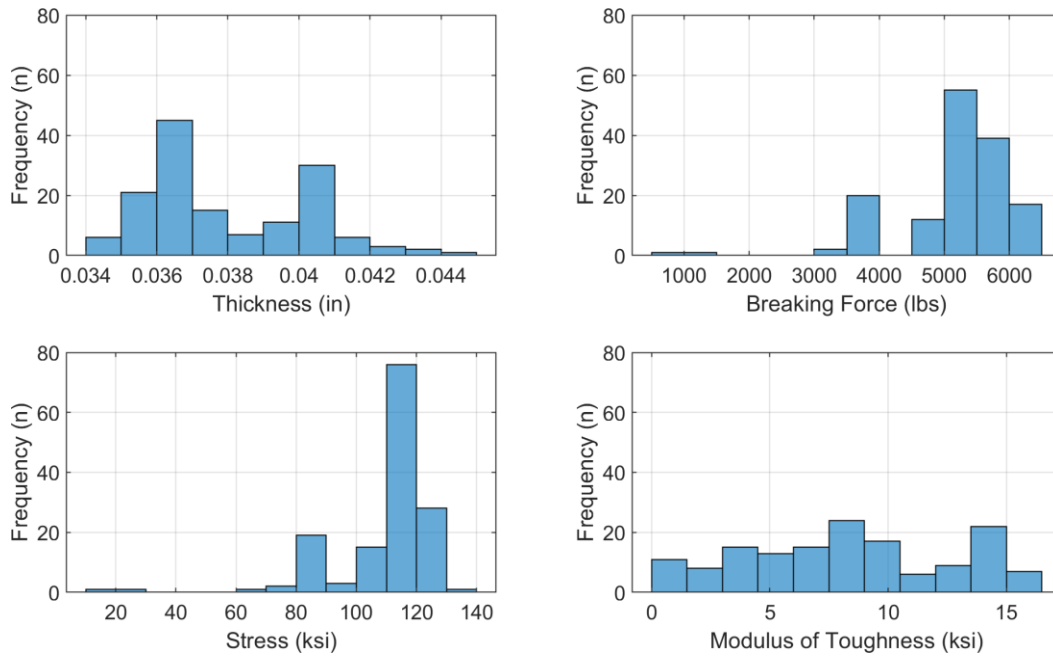 80
60
40
20
0
Frequency (n)
0.034 0.036 0.038 0.04 0.042 0.044
Thickness (in)
80
60
40
20
0
Frequency (n)
1000 2000 3000 4000 5000 6000
Breaking Force (lbs)
80
60
40
20
0
Frequency (n)
20 40 60 80 100 120 140
Stress (ksi)
80
60
40
20
0
Frequency (n)
0 5 10 15
Modulus of Toughness (ksi)